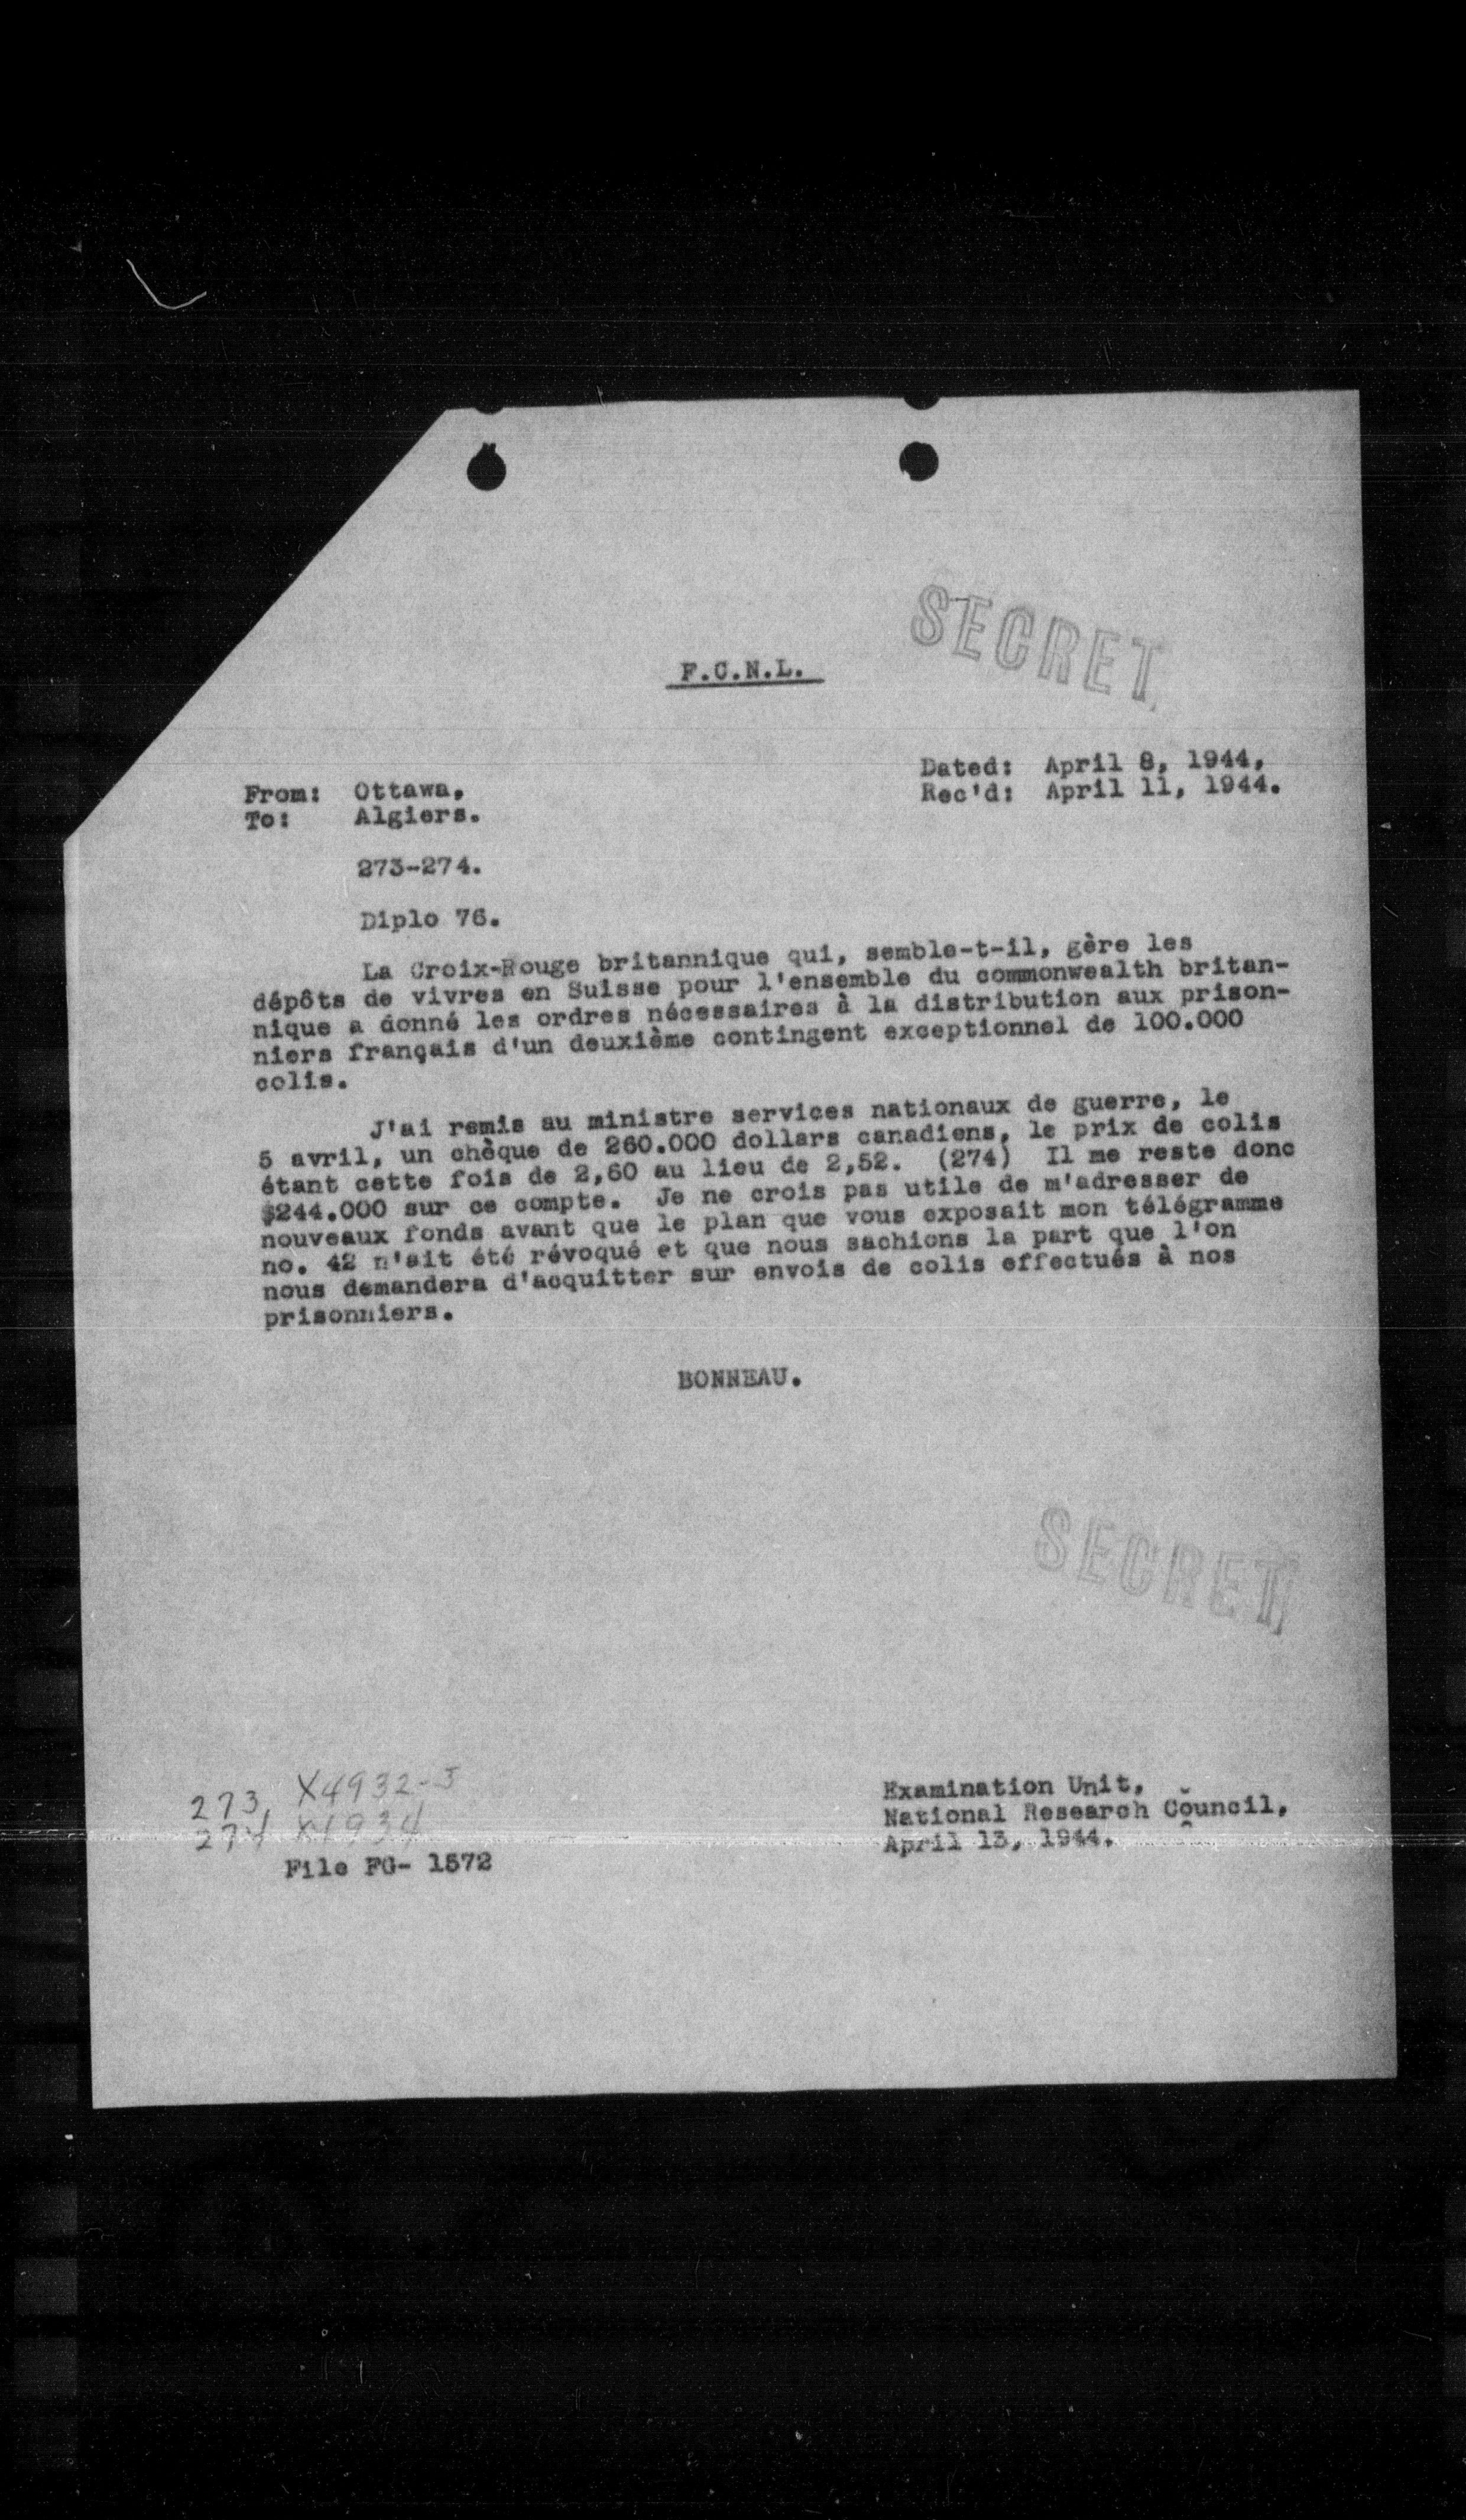 SECRET
F.C.N.L.
Dated: April 8, 1944,
Rec'd: April 11, 1944.
From: Ottawa,
To: Algiers.
273-274.
Diplo 76.
La Croix-Rouge britannique qui, semble-t-il, gère les
dépôts de vivres en Suisse pour l'ensemble du commonwealth britan-
nique a donné les ordres nécessaires à la distribution aux prison-
niers français d'un deuxième contingent exceptionnel de 100.000
colis.
J'ai remis au ministre services nationaux de guerre, le
5 avril, un chèque de 260.000 dollars canadiens, le prix de colis
étant cette fois de 2,60 au lieu de 2,52. (274) Il me reste donc
$244.000 sur ce compte. Je ne crois pas utile de m'adresser de
nouveaux fonds avant que le plan que vous exposait mon télégramme
no. 42 n'ait été révoqué et que nous sachions la part que l'on
nous demandera d'acquitter sur envois de colis effectués à nos
prisonniers.
BONNEAU.
SECRET
273 X4932-3
274 X4934
File FG- 1572
Examination Unit,
National Research Council,
April 13, 1944.